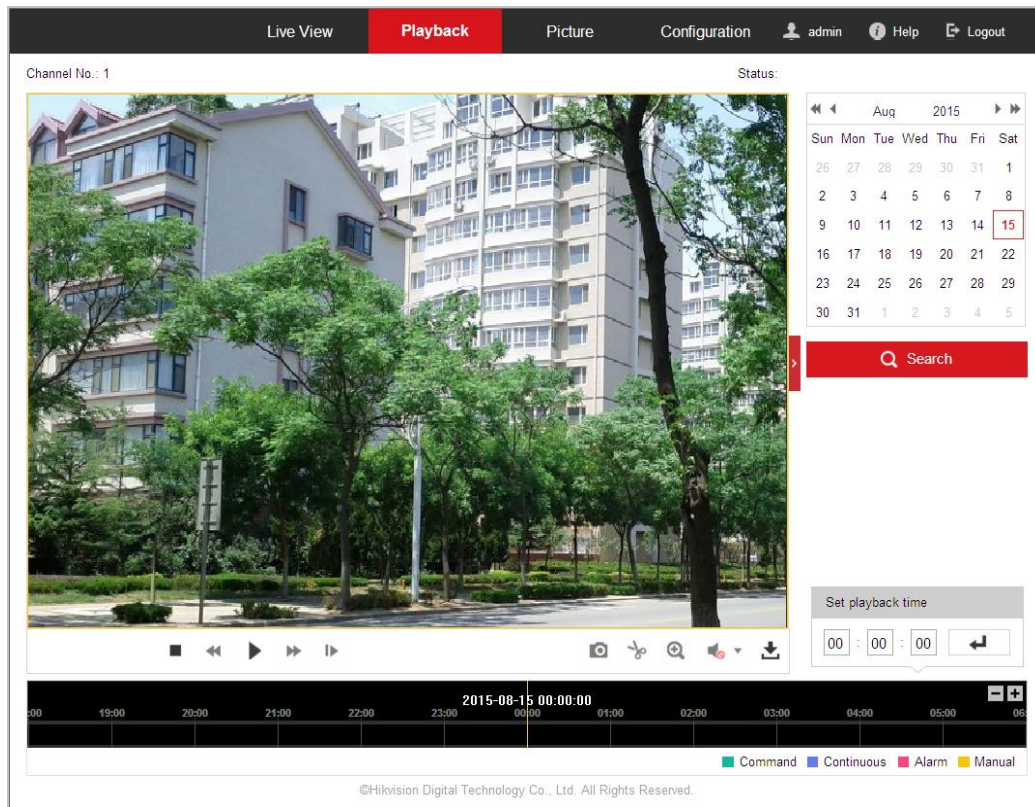 Live View Playback Picture Configuration admin Help Logout
Channel No.: 1 Status:
Aug 2015
Sun Mon Tue Wed Thu Fri Sat
26 27 28 29 30 31 1
2 3 4 5 6 7 8
9 10 11 12 13 14 15
16 17 18 19 20 21 22
23 24 25 26 27 28 29
30 31 1 2 3 4 5
Search
Set playback time
00 : 00 : 00
2015-08-15 00:00:00
:00 19:00 20:00 21:00 22:00 23:00 00:00 01:00 02:00 03:00 04:00 05:00 06:
Command Continuous Alarm Manual
©Hikvision Digital Technology Co., Ltd. All Rights Reserved.